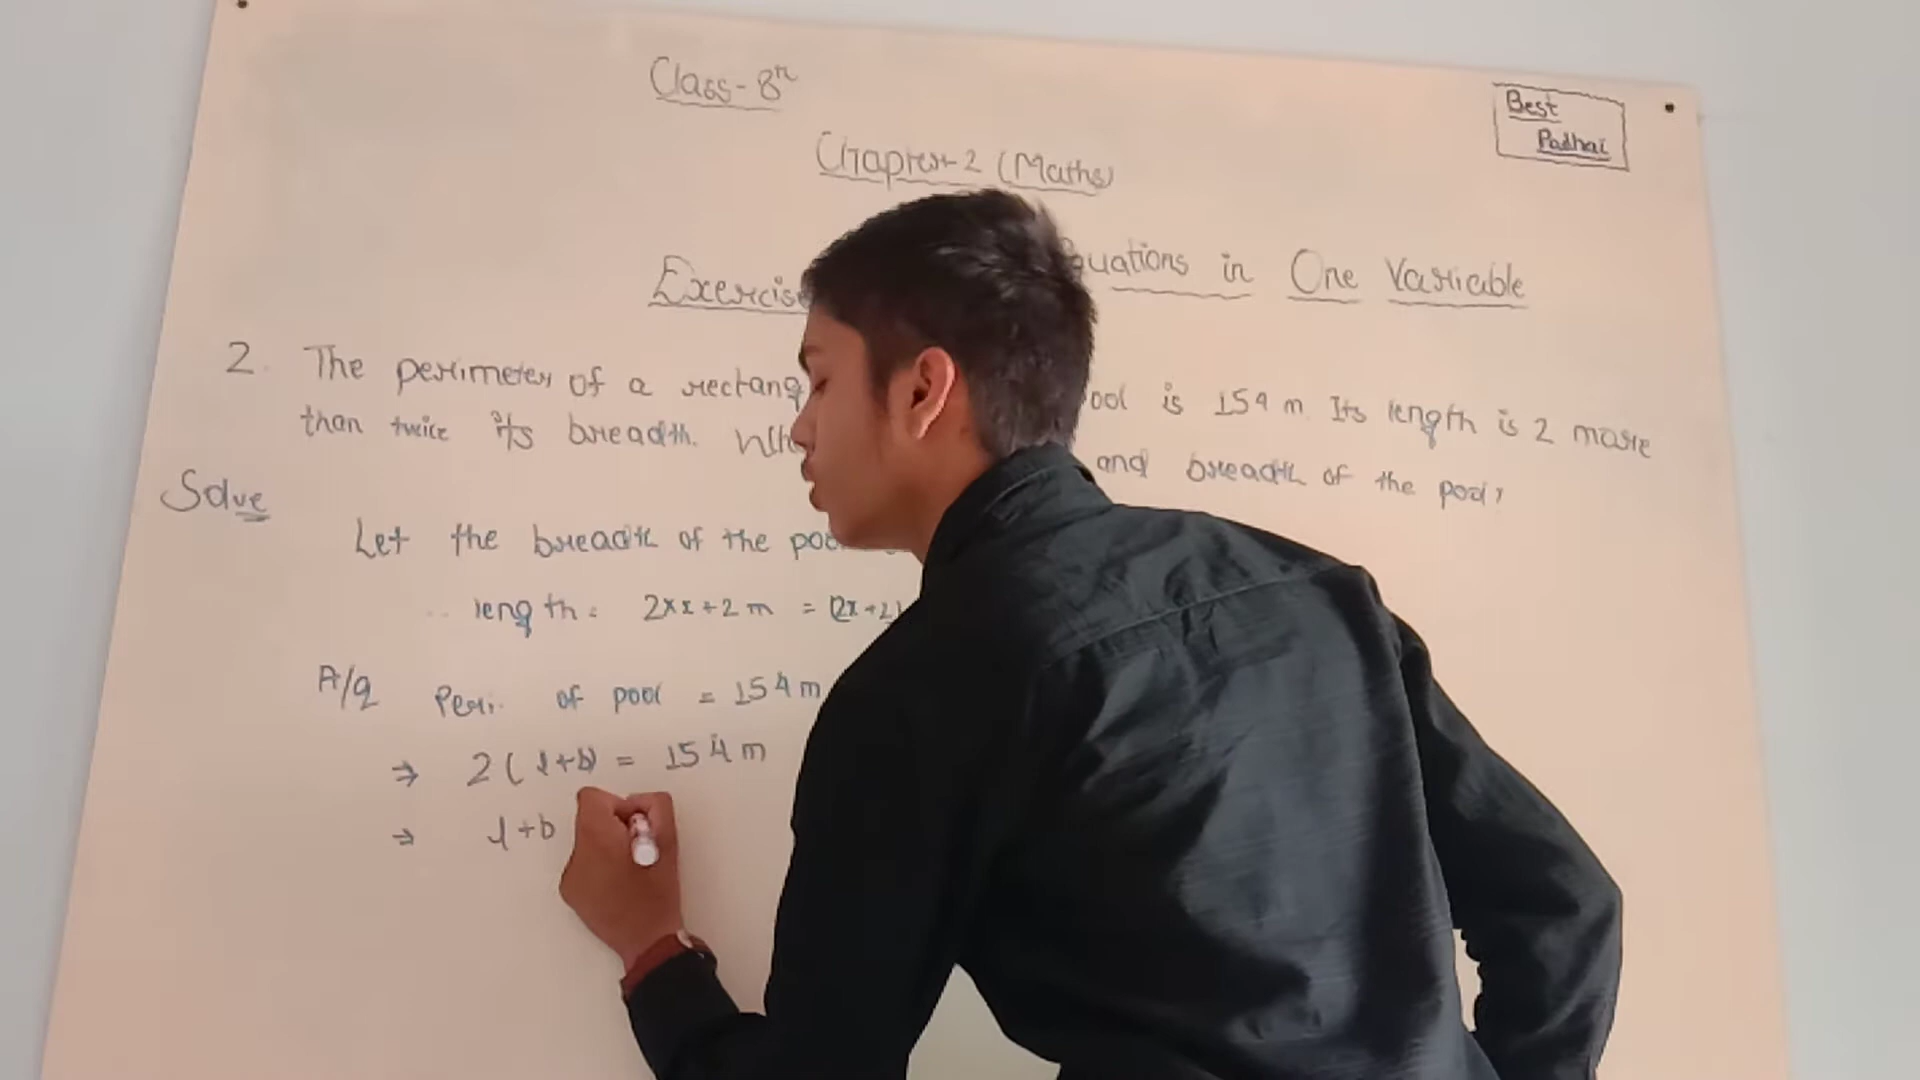 Class-8th
Best
Padhai
Chapter-2 (Maths)
Exercise quations in One Variable
2. The perimeter of a rectang ool is 154 m. Its length is 2 more
than twice its breadth. Wh and breadth of the pool?
Solve
Let the breadth of the poo
length = 2×x+2 m = (2x+2)
A/q Peri. of pool = 154 m
⇒ 2(l+b) = 154 m
⇒ l+b